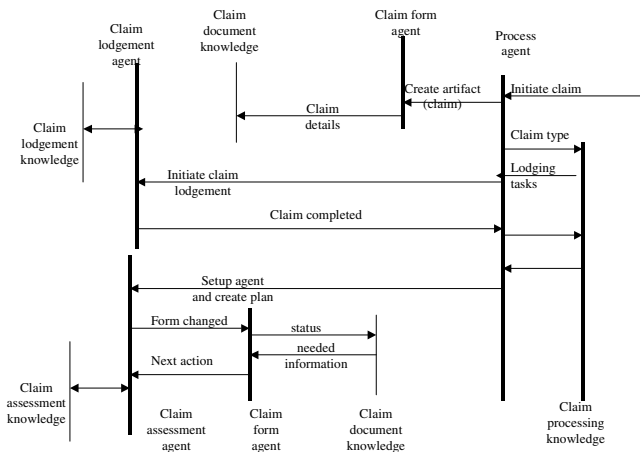 Claim
lodgement
agent
Claim
document
knowledge
Claim form
agent
Process
agent
Create artifact
(claim)
Initiate claim
Claim
details
Claim
lodgement
knowledge
Claim type
Lodging
tasks
Initiate claim
lodgement
Claim completed
Setup agent
and create plan
Form changed
status
needed
information
Next action
Claim
assessment
knowledge
Claim
assessment
agent
Claim
form
agent
Claim
document
knowledge
Claim
processing
knowledge